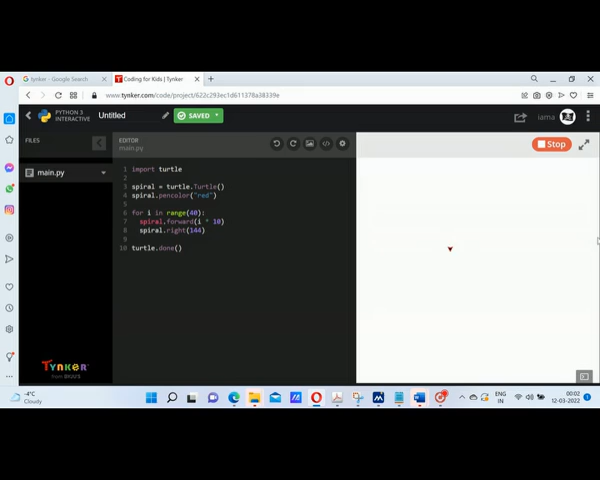 tynker - Google Search
Coding for Kids | Tynker
www.tynker.com/code/project/622c293ec1d611378a38339e
PYTHON 3
INTERACTIVE
Untitled
SAVED
iama
FILES
EDITOR
main.py
Stop
main.py
1 import turtle
2
3 spiral = turtle.Turtle()
4 spiral.pencolor("red")
5
6 for i in range(40):
7 spiral.forward(i * 10)
8 spiral.right(144)
9
10 turtle.done()
Tynker
from BYJU'S
-4°C
Cloudy
ENG
IN
00:02
12-03-2022